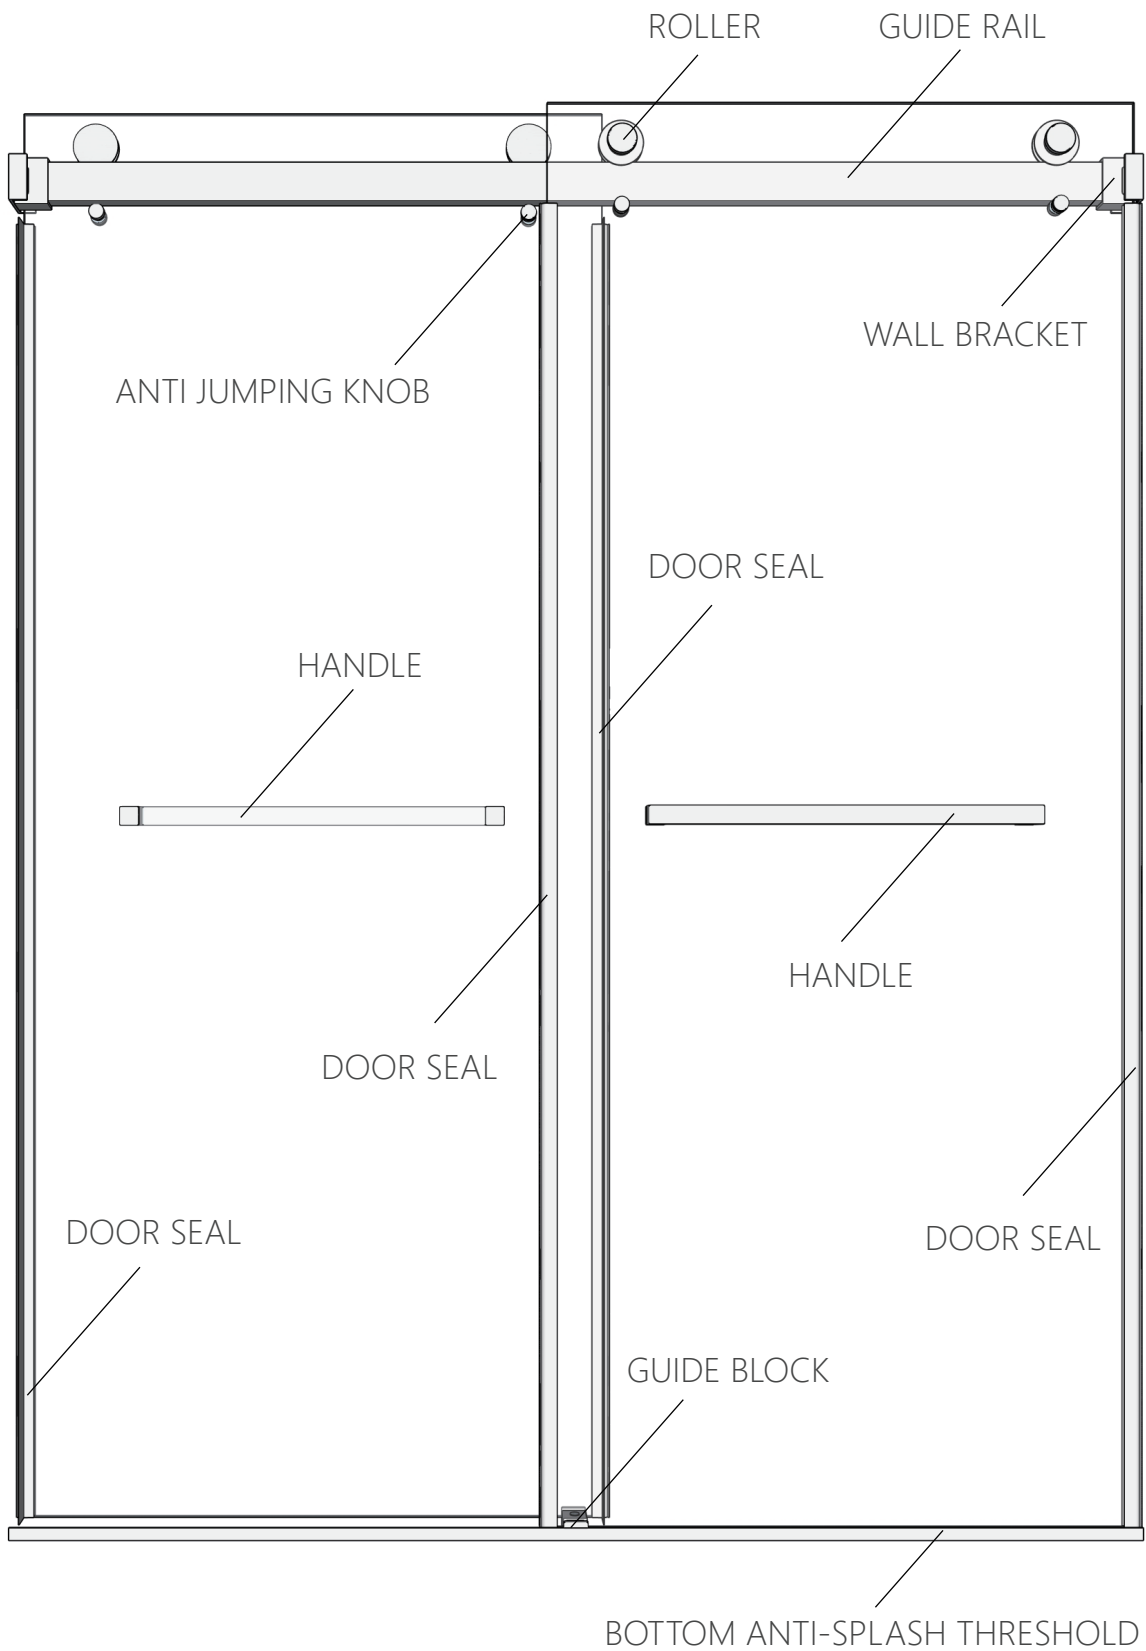 ROLLER
GUIDE RAIL
WALL BRACKET
ANTI JUMPING KNOB
DOOR SEAL
HANDLE
HANDLE
DOOR SEAL
DOOR SEAL
DOOR SEAL
GUIDE BLOCK
BOTTOM ANTI-SPLASH THRESHOLD